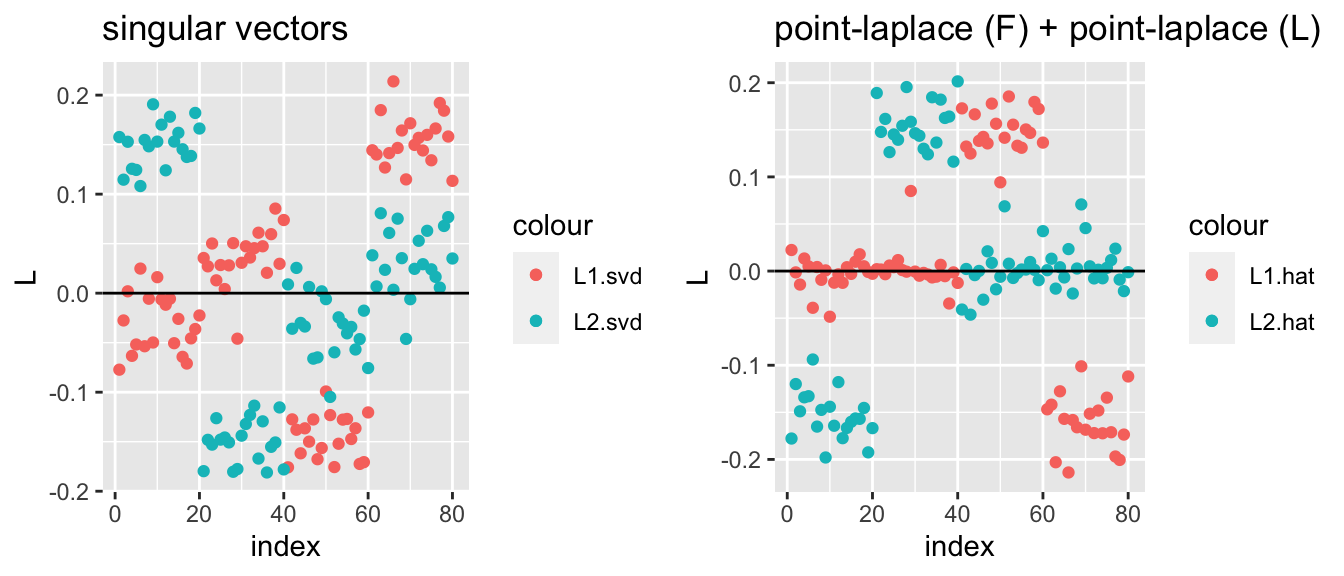 singular vectors
0.2
0.1
0.0
-0.1
-0.2
L
0
20
40
60
80
index
colour
L1.svd
L2.svd
point-laplace (F) + point-laplace (L)
0.2
0.1
0.0
-0.1
-0.2
L
0
20
40
60
80
index
colour
L1.hat
L2.hat